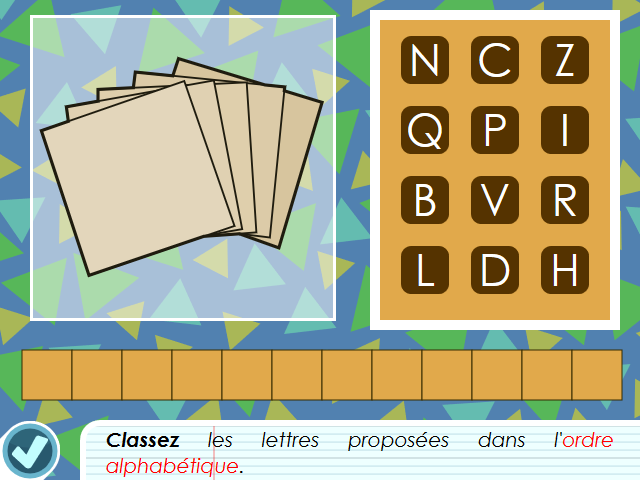 N C Z
Q P I
B V R
L D H
Classez les lettres proposées dans l'ordre
alphabétique.